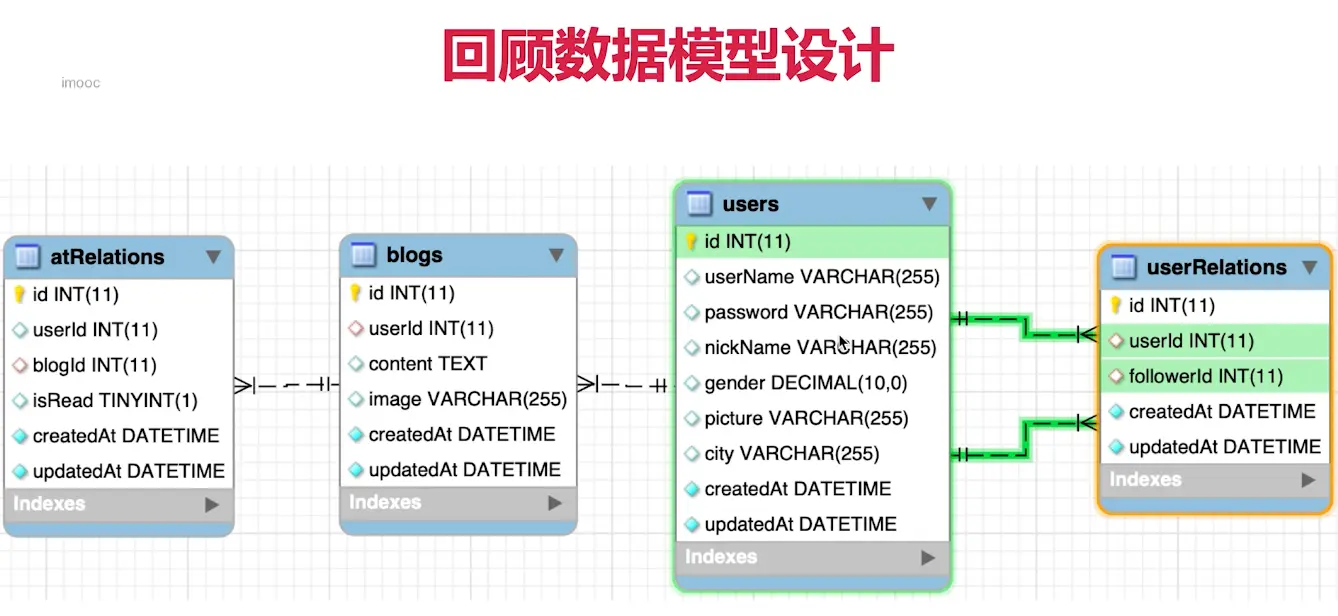 回顾数据模型设计
imooc
atRelations
id INT(11)
userId INT(11)
blogId INT(11)
isRead TINYINT(1)
createdAt DATETIME
updatedAt DATETIME
Indexes
blogs
id INT(11)
userId INT(11)
content TEXT
image VARCHAR(255)
createdAt DATETIME
updatedAt DATETIME
Indexes
users
id INT(11)
userName VARCHAR(255)
password VARCHAR(255)
nickName VARCHAR(255)
gender DECIMAL(10,0)
picture VARCHAR(255)
city VARCHAR(255)
createdAt DATETIME
updatedAt DATETIME
Indexes
userRelations
id INT(11)
userId INT(11)
followerId INT(11)
createdAt DATETIME
updatedAt DATETIME
Indexes